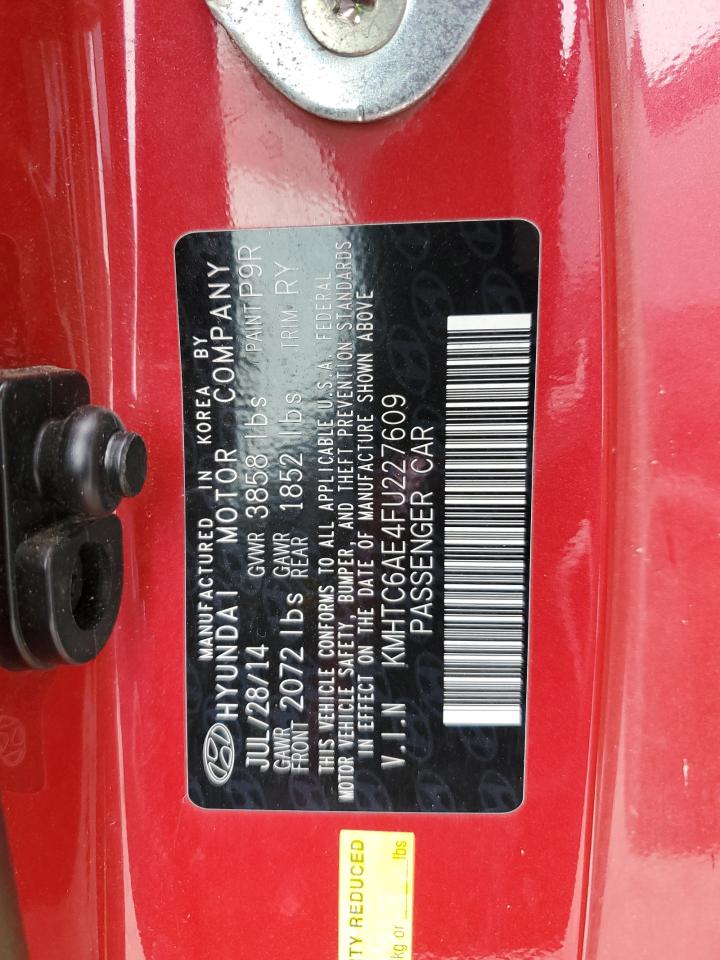 MANUFACTURED IN KOREA BY
HYUNDAI MOTOR COMPANY
JUL/28/14 GVWR 3858 lbs PAINT P9R
GAWR FRONT 2072 lbs GAWR REAR 1852 lbs TRIM RY
THIS VEHICLE CONFORMS TO ALL APPLICABLE U.S.A. FEDERAL
MOTOR VEHICLE SAFETY, BUMPER, AND THEFT PREVENTION STANDARDS
IN EFFECT ON THE DATE OF MANUFACTURE SHOWN ABOVE
V.I.N KMHTC6AE4FU227609
PASSENGER CAR
TY REDUCED
kg or ____ lbs